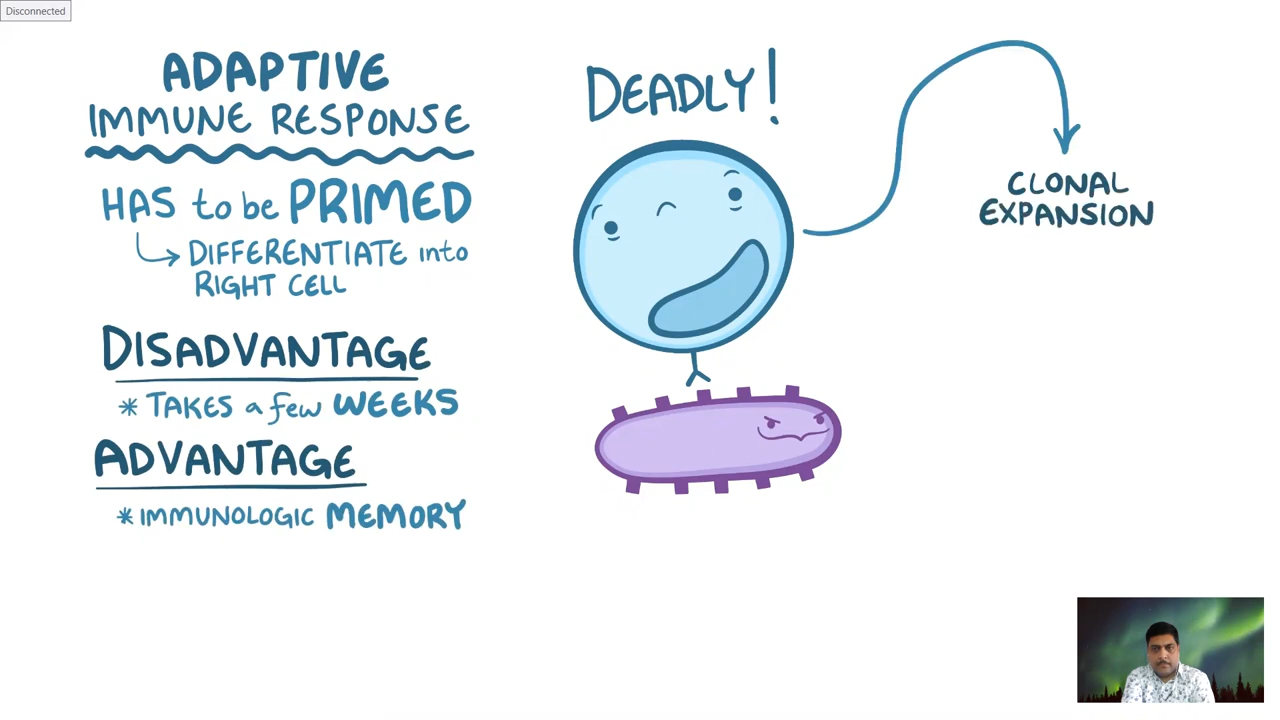 Disconnected
ADAPTIVE
IMMUNE RESPONSE
HAS to be PRIMED
DIFFERENTIATE into
RIGHT CELL
DISADVANTAGE
* TAKES a few WEEKS
ADVANTAGE
* IMMUNOLOGIC MEMORY
DEADLY!
CLONAL
EXPANSION